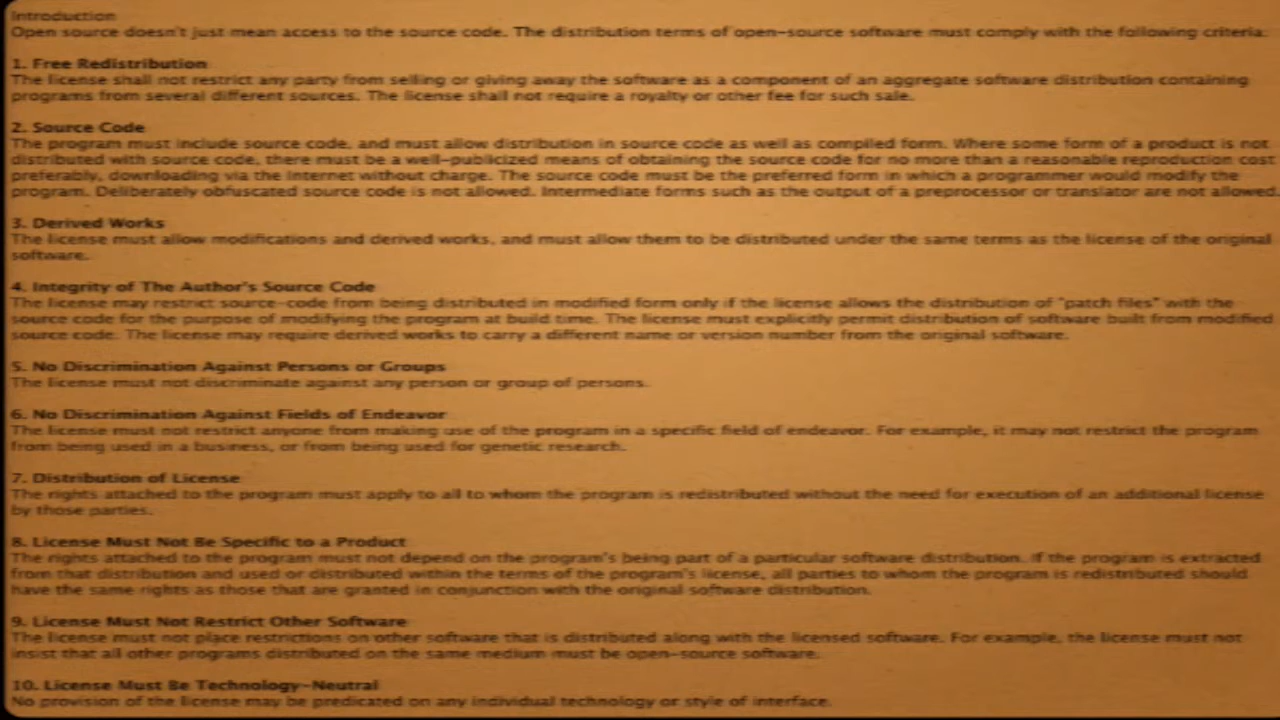 Introduction
Open source doesn't just mean access to the source code. The distribution terms of open-source software must comply with the following criteria:
1. Free Redistribution
The license shall not restrict any party from selling or giving away the software as a component of an aggregate software distribution containing
programs from several different sources. The license shall not require a royalty or other fee for such sale.
2. Source Code
The program must include source code, and must allow distribution in source code as well as compiled form. Where some form of a product is not
distributed with source code, there must be a well-publicized means of obtaining the source code for no more than a reasonable reproduction cost
preferably, downloading via the Internet without charge. The source code must be the preferred form in which a programmer would modify the
program. Deliberately obfuscated source code is not allowed. Intermediate forms such as the output of a preprocessor or translator are not allowed.
3. Derived Works
The license must allow modifications and derived works, and must allow them to be distributed under the same terms as the license of the original
software.
4. Integrity of The Author's Source Code
The license may restrict source-code from being distributed in modified form only if the license allows the distribution of "patch files" with the
source code for the purpose of modifying the program at build time. The license must explicitly permit distribution of software built from modified
source code. The license may require derived works to carry a different name or version number from the original software.
5. No Discrimination Against Persons or Groups
The license must not discriminate against any person or group of persons.
6. No Discrimination Against Fields of Endeavor
The license must not restrict anyone from making use of the program in a specific field of endeavor. For example, it may not restrict the program
from being used in a business, or from being used for genetic research.
7. Distribution of License
The rights attached to the program must apply to all to whom the program is redistributed without the need for execution of an additional license
by those parties.
8. License Must Not Be Specific to a Product
The rights attached to the program must not depend on the program's being part of a particular software distribution. If the program is extracted
from that distribution and used or distributed within the terms of the program's license, all parties to whom the program is redistributed should
have the same rights as those that are granted in conjunction with the original software distribution.
9. License Must Not Restrict Other Software
The license must not place restrictions on other software that is distributed along with the licensed software. For example, the license must not
insist that all other programs distributed on the same medium must be open-source software.
10. License Must Be Technology-Neutral
No provision of the license may be predicated on any individual technology or style of interface.